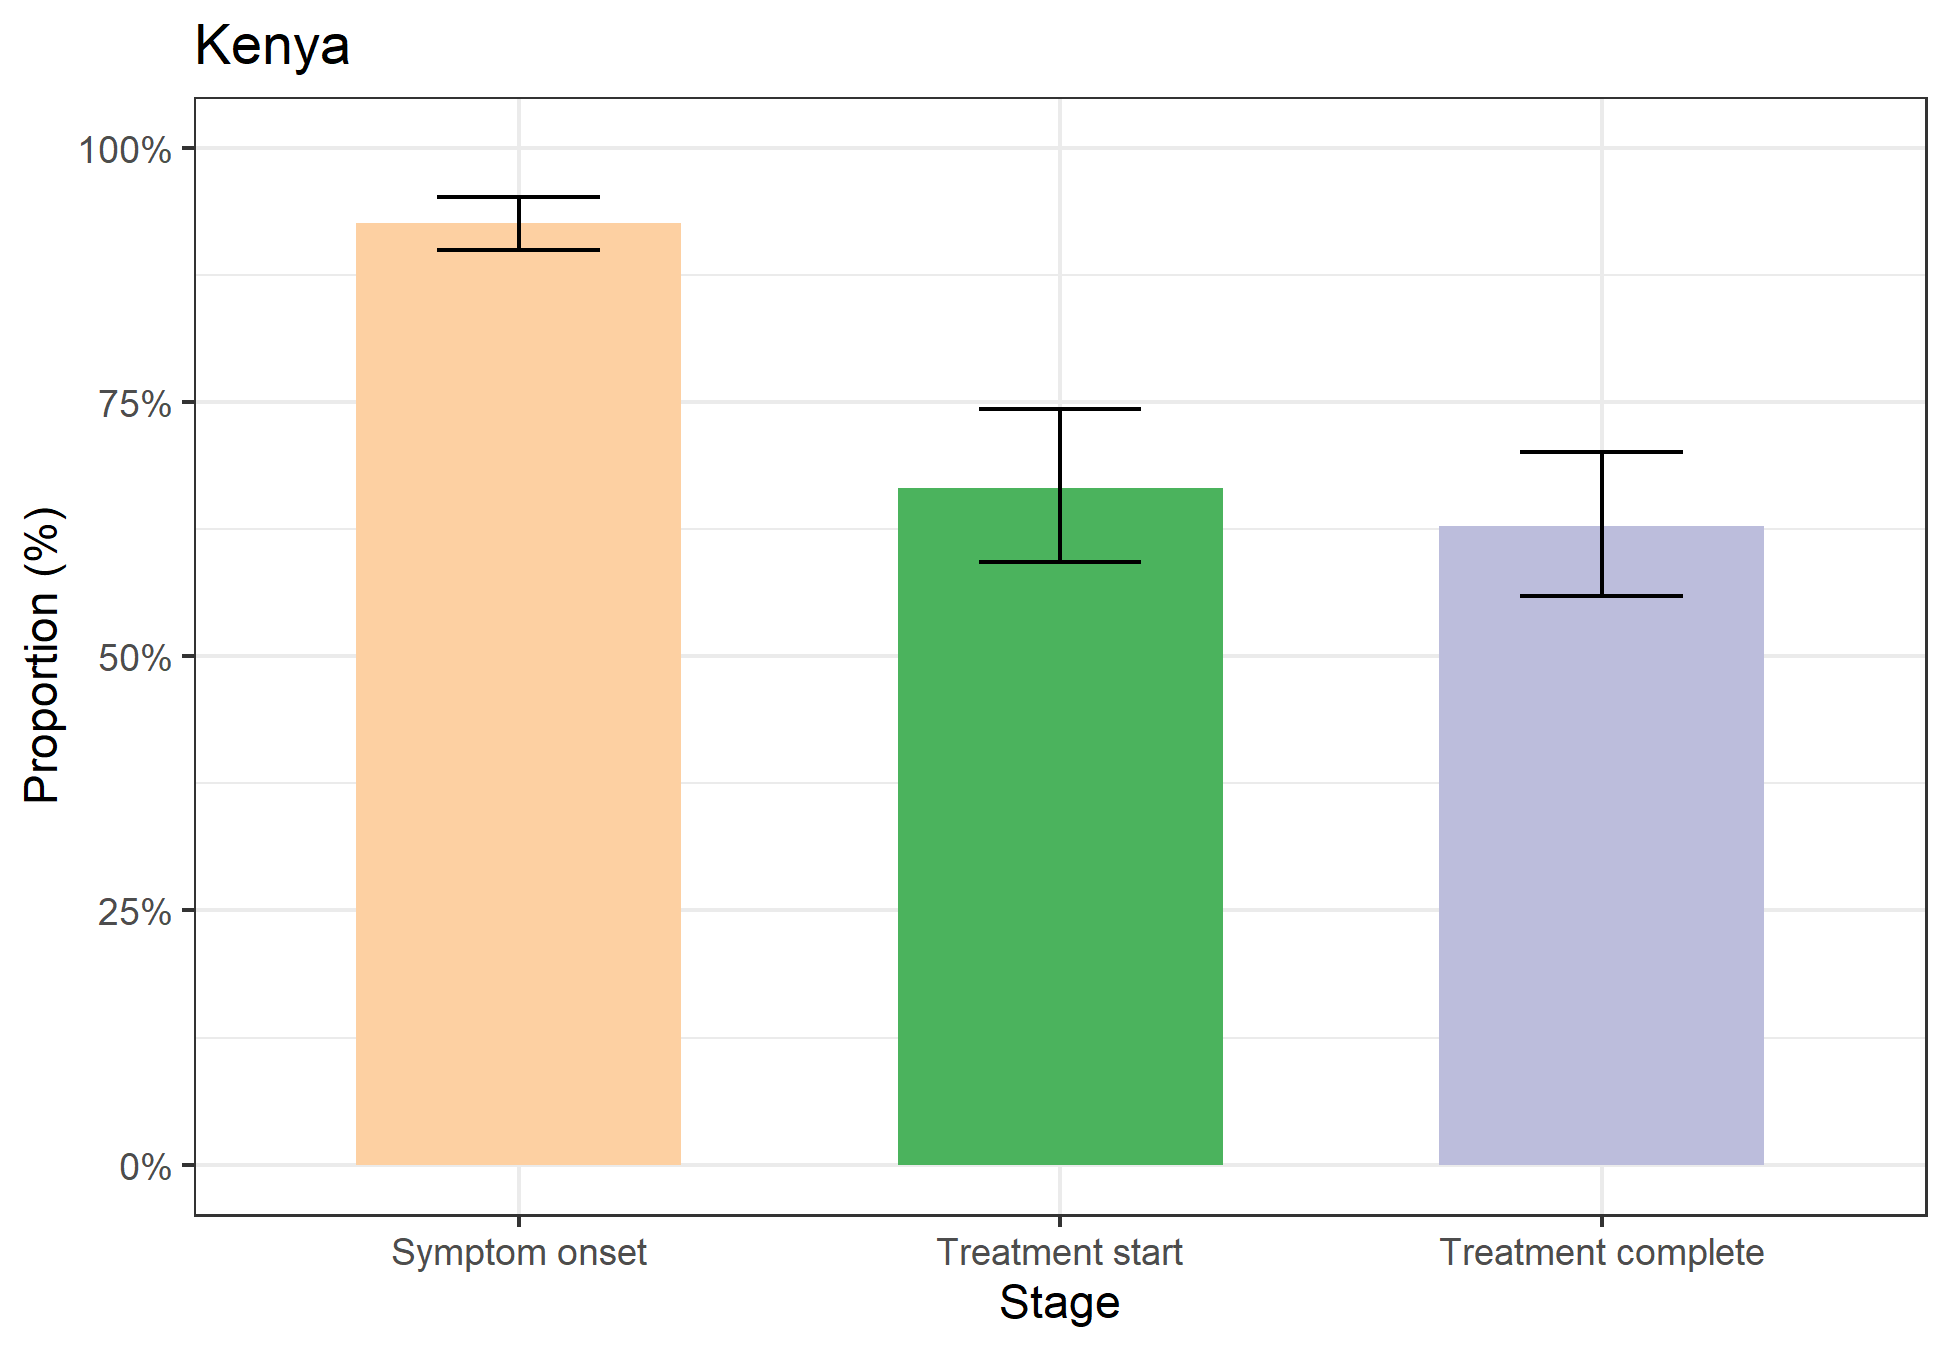 Kenya
100%
75%
50%
25%
0%
Proportion (%)
Symptom onset
Treatment start
Treatment complete
Stage